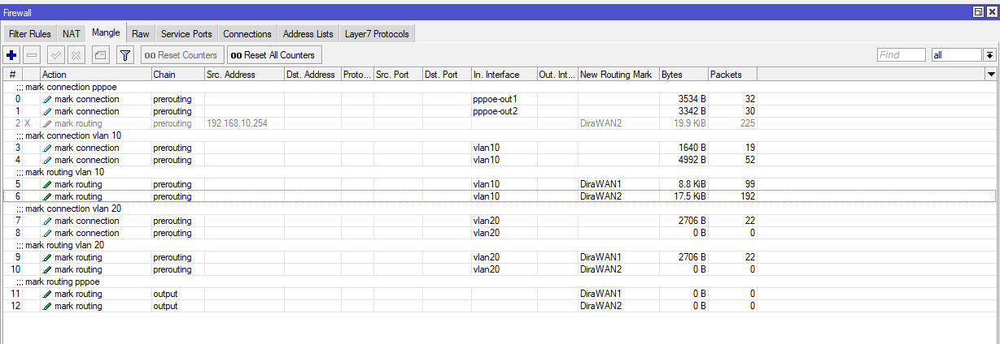 Firewall
Filter Rules NAT Mangle Raw Service Ports Connections Address Lists Layer7 Protocols
00 Reset Counters 00 Reset All Counters Find all
# Action Chain Src. Address Dst. Address Proto... Src. Port Dst. Port In. Interface Out. Int... New Routing Mark Bytes Packets
;;; mark connection pppoe
0 mark connection prerouting pppoe-out1 3534 B 32
1 mark connection prerouting pppoe-out2 3342 B 30
2 X mark routing prerouting 192.168.10.254 DiraWAN2 19.9 KiB 225
;;; mark connection vlan 10
3 mark connection prerouting vlan10 1640 B 19
4 mark connection prerouting vlan10 4992 B 52
;;; mark routing vlan 10
5 mark routing prerouting vlan10 DiraWAN1 8.8 KiB 99
6 mark routing prerouting vlan10 DiraWAN2 17.5 KiB 192
;;; mark connection vlan 20
7 mark connection prerouting vlan20 2706 B 22
8 mark connection prerouting vlan20 0 B 0
;;; mark routing vlan 20
9 mark routing prerouting vlan20 DiraWAN1 2706 B 22
10 mark routing prerouting vlan20 DiraWAN2 0 B 0
;;; mark routing pppoe
11 mark routing output DiraWAN1 0 B 0
12 mark routing output DiraWAN2 0 B 0